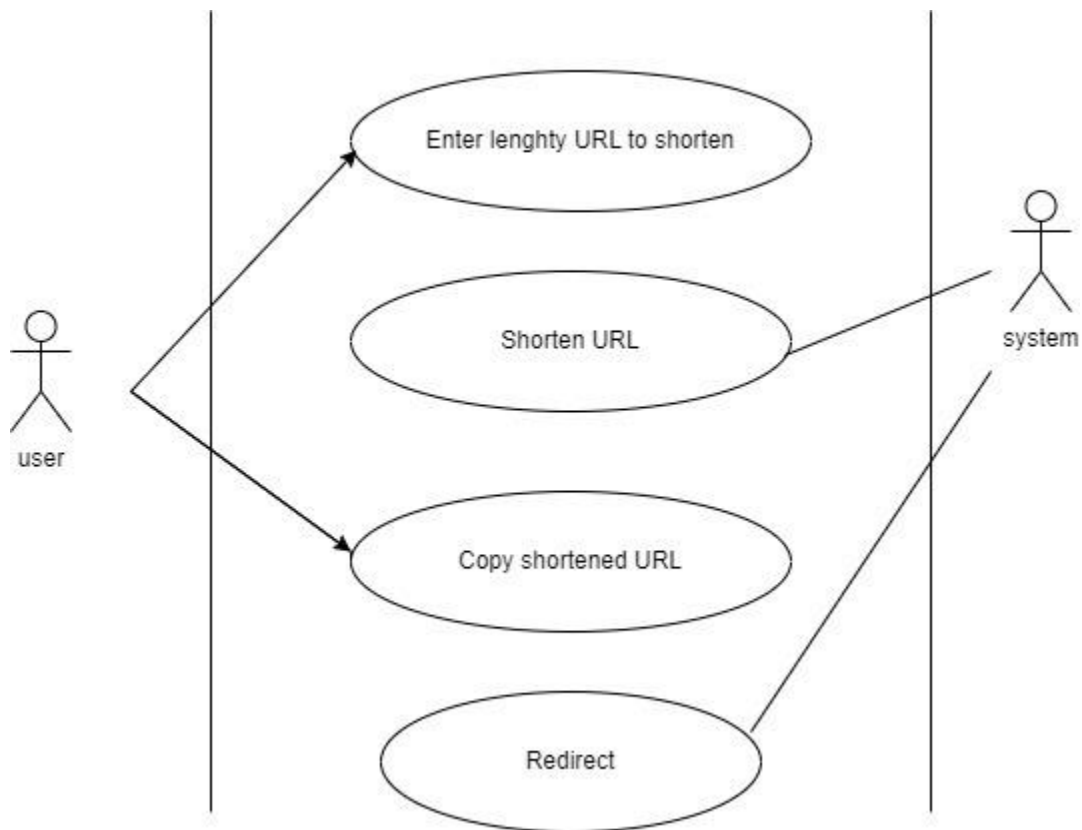 Enter lenghty URL to shorten
Shorten URL
system
user
Copy shortened URL
Redirect